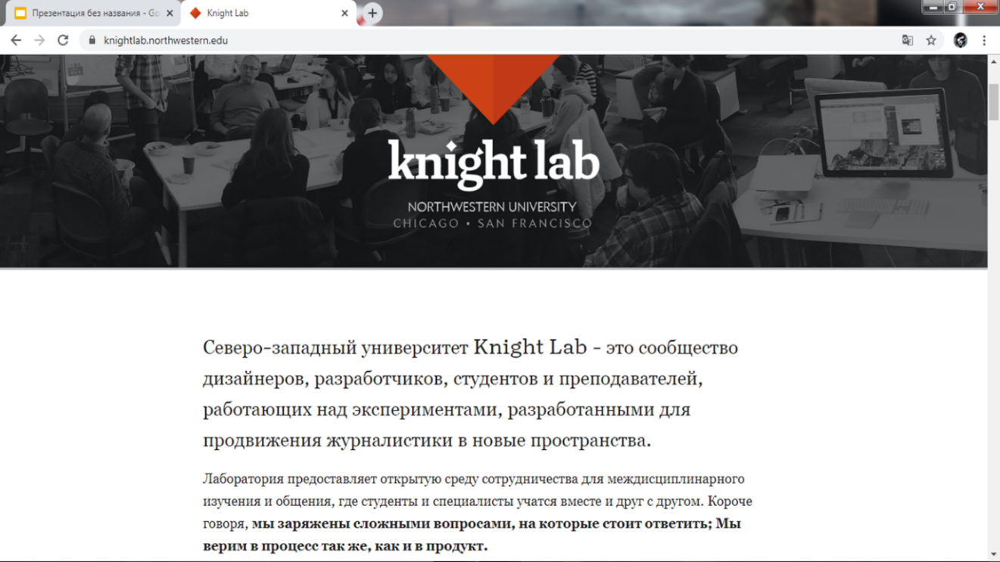 Презентация без названия - Go
Knight Lab
knightlab.northwestern.edu
knight lab
NORTHWESTERN UNIVERSITY
CHICAGO • SAN FRANCISCO
Северо-западный университет Knight Lab - это сообщество
дизайнеров, разработчиков, студентов и преподавателей,
работающих над экспериментами, разработанными для
продвижения журналистики в новые пространства.
Лаборатория предоставляет открытую среду сотрудничества для междисциплинарного
изучения и общения, где студенты и специалисты учатся вместе и друг с другом. Короче
говоря, мы заряжены сложными вопросами, на которые стоит ответить; Мы
верим в процесс так же, как и в продукт.